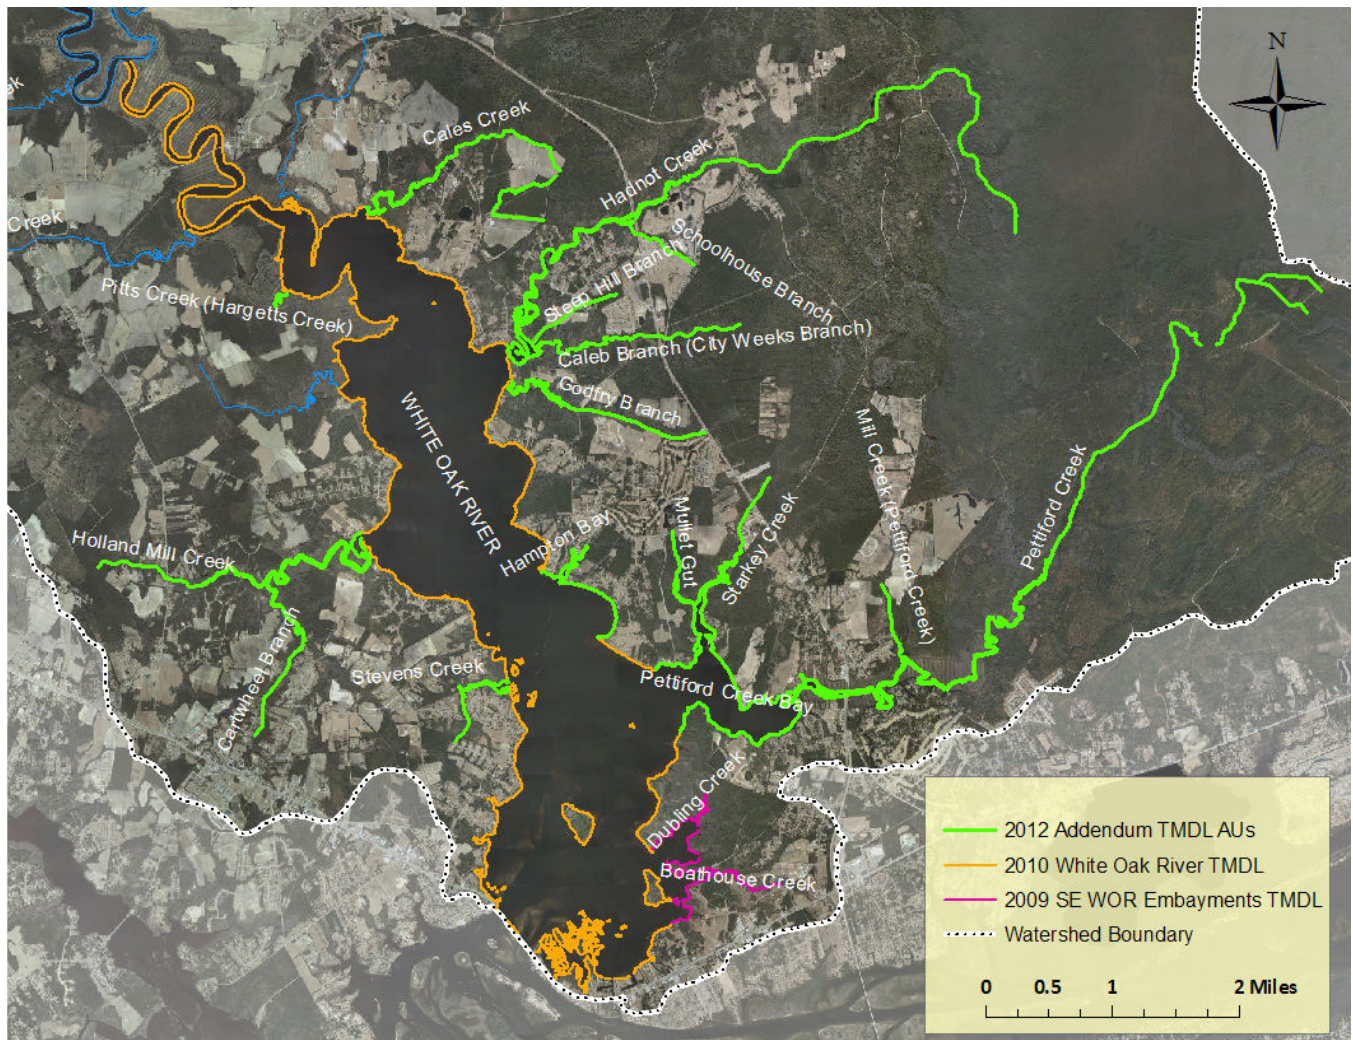 N
Cales Creek
Hadnot Creek
ek
Creek
Schoolhouse Branch
Steep Hill Branch
Pitts Creek (Hargetts Creek)
Caleb Branch (City Weeks Branch)
Godfry Branch
WHITE OAK RIVER
Mill Creek (Pettiford Creek)
Pettiford Creek
Hampton Bay
Mullet Gut
Starkey Creek
Holland Mill Creek
Cartwheel Branch
Stevens Creek
Pettiford Creek Bay
Dubling Creek
Boathouse Creek
2012 Addendum TMDL AUs
2010 White Oak River TMDL
2009 SE WOR Embayments TMDL
Watershed Boundary
0 0.5 1 2 Miles